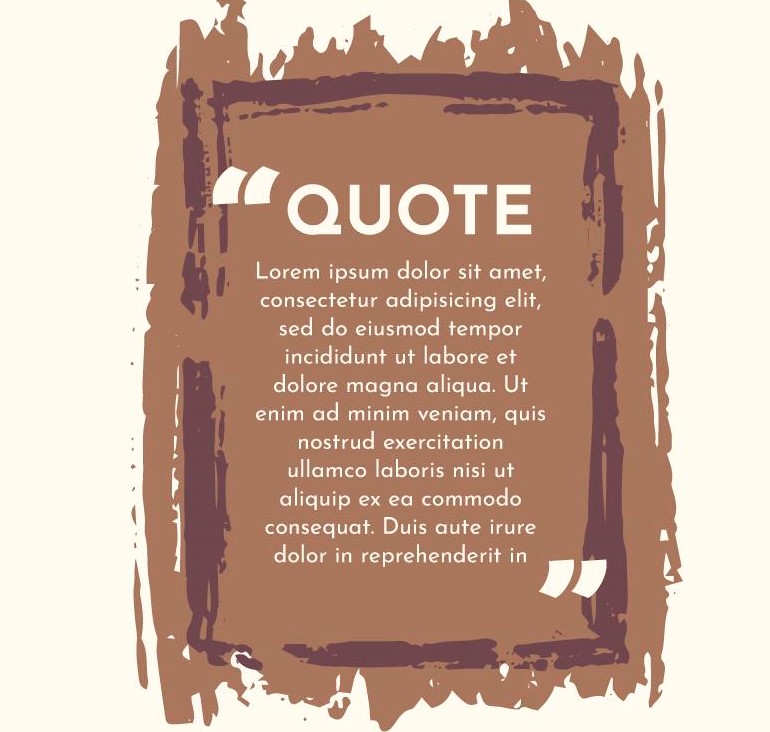 “ QUOTE
Lorem ipsum dolor sit amet,
consectetur adipisicing elit,
sed do eiusmod tempor
incididunt ut labore et
dolore magna aliqua. Ut
enim ad minim veniam, quis
nostrud exercitation
ullamco laboris nisi ut
aliquip ex ea commodo
consequat. Duis aute irure
dolor in reprehenderit in
”